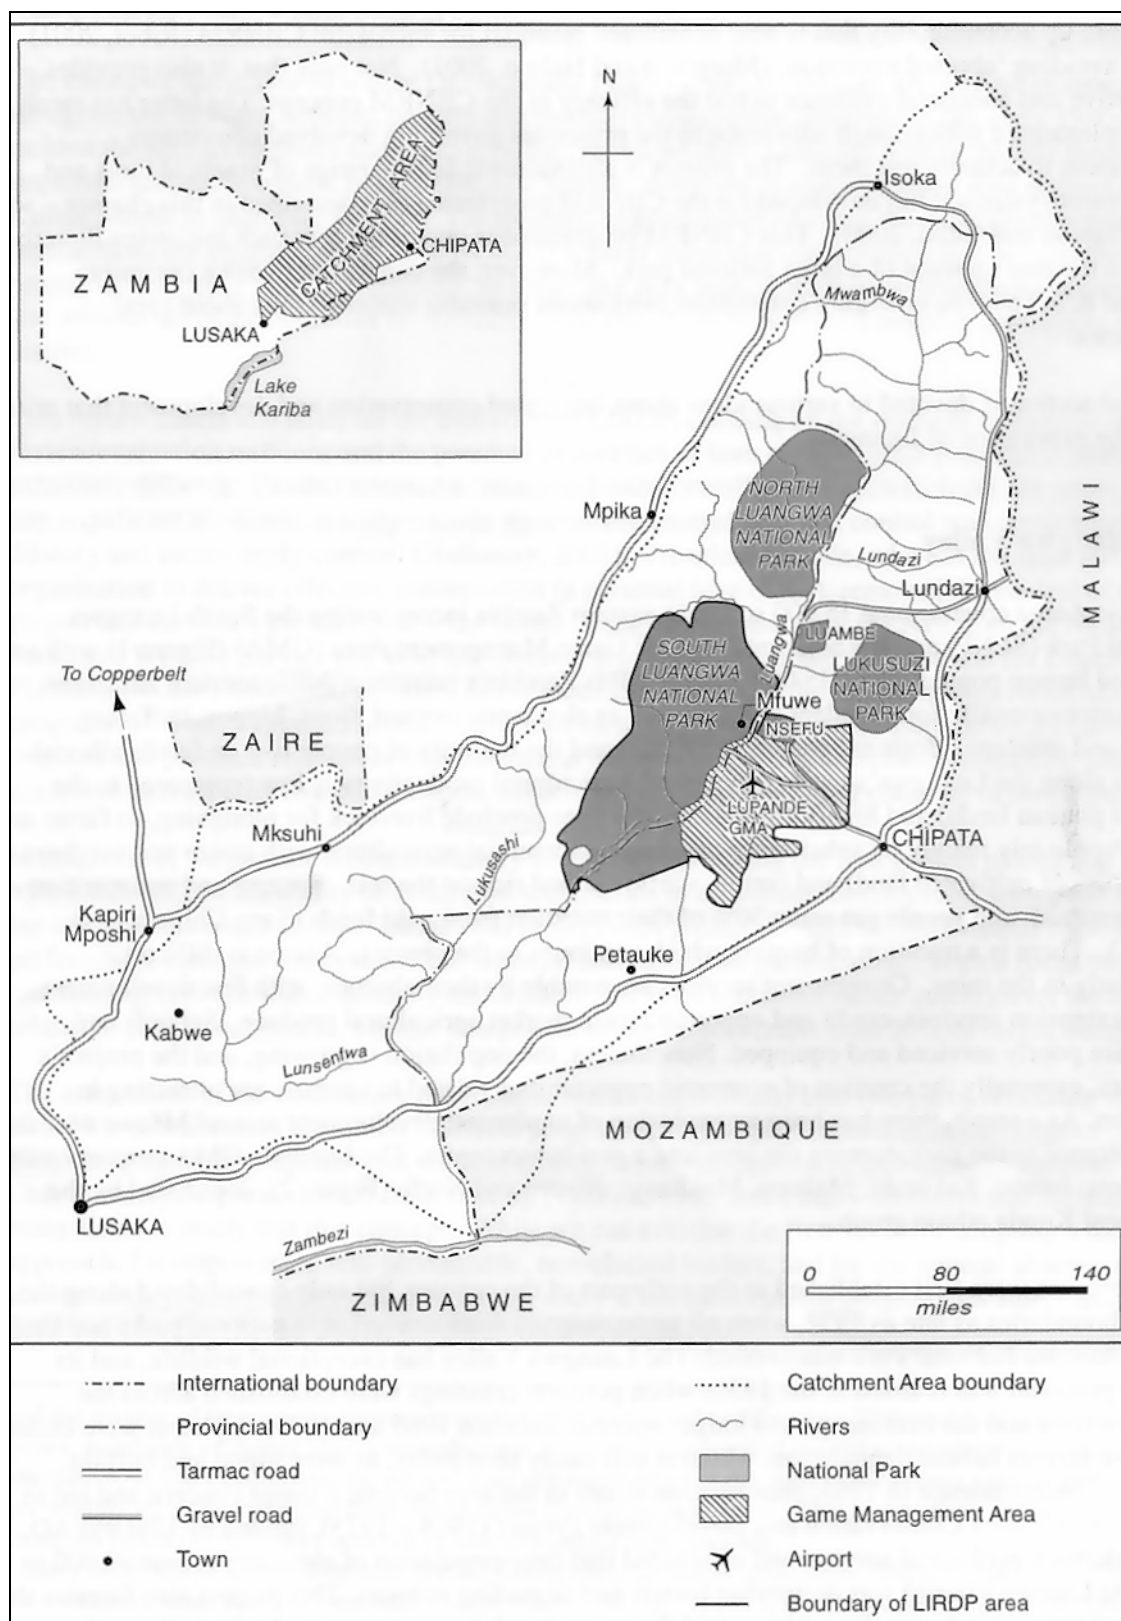 CATCHMENT AREA
CHIPATA
ZAMBIA
LUSAKA
Lake
Kariba
N
Isoka
Mwambwa
NORTH
LUANGWA
NATIONAL
PARK
Mpika
Lundazi
Lundazi
MALAWI
LUAMBE
Luangwa
SOUTH
LUANGWA
NATIONAL
PARK
LUKUSUZI
NATIONAL
PARK
Mfuwe
NSEFU
To Copperbelt
ZAIRE
LUPANDE
GMA
Mksuhi
Lukusashi
CHIPATA
Kapiri
Mposhi
Petauke
Kabwe
Lunsenfwa
MOZAMBIQUE
LUSAKA
Zambezi
ZIMBABWE
0 80 140
miles
International boundary
Provincial boundary
Tarmac road
Gravel road
Town
Catchment Area boundary
Rivers
National Park
Game Management Area
Airport
Boundary of LIRDP area